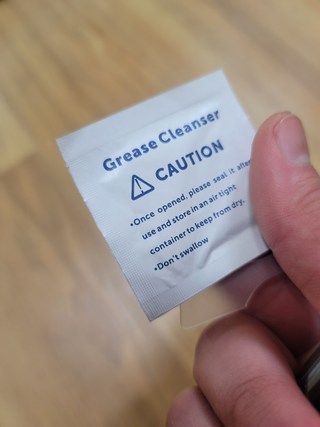 Grease Cleanser
CAUTION
•Once opened, please seal it after
use and store in an air tight
container to keep from dry.
•Don't swallow